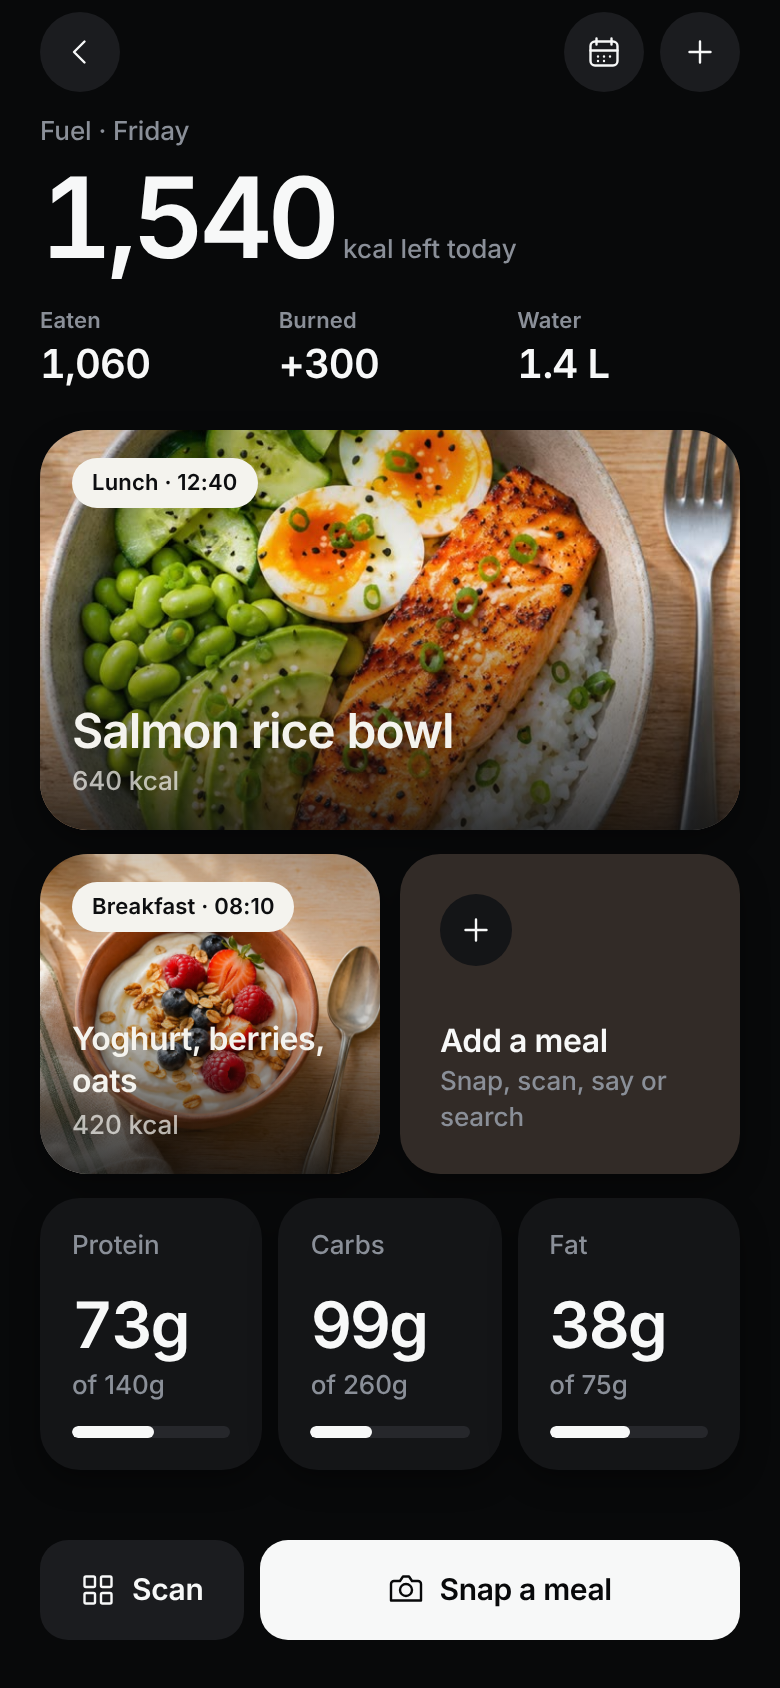 Fuel · Friday
1,540 kcal left today
Eaten
Burned
Water
1,060
+300
1.4 L
Lunch · 12:40
Salmon rice bowl
640 kcal
Breakfast · 08:10
Yoghurt, berries,
oats
420 kcal
Add a meal
Snap, scan, say or
search
Protein
73g
of 140g
Carbs
99g
of 260g
Fat
38g
of 75g
Scan
Snap a meal